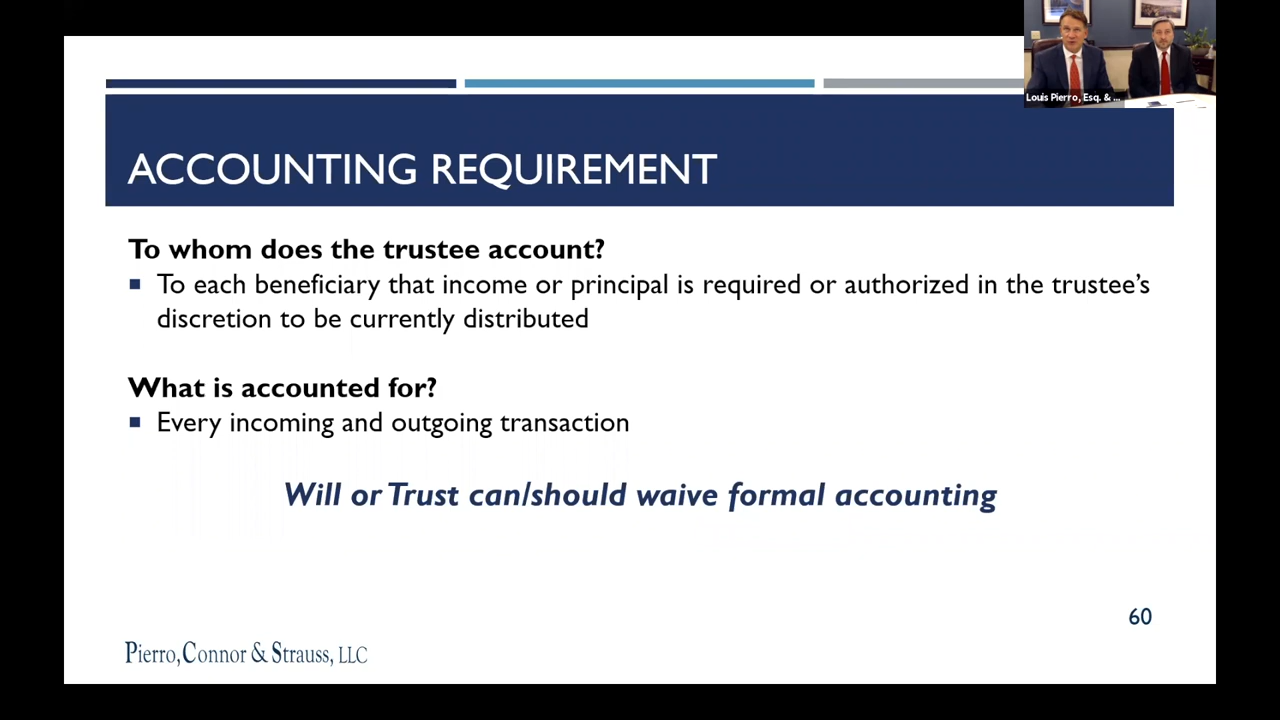 Louis Pierro, Esq. & ...
ACCOUNTING REQUIREMENT
To whom does the trustee account?
■ To each beneficiary that income or principal is required or authorized in the trustee’s
discretion to be currently distributed
What is accounted for?
■ Every incoming and outgoing transaction
Will or Trust can/should waive formal accounting
60
Pierro, Connor & Strauss, LLC